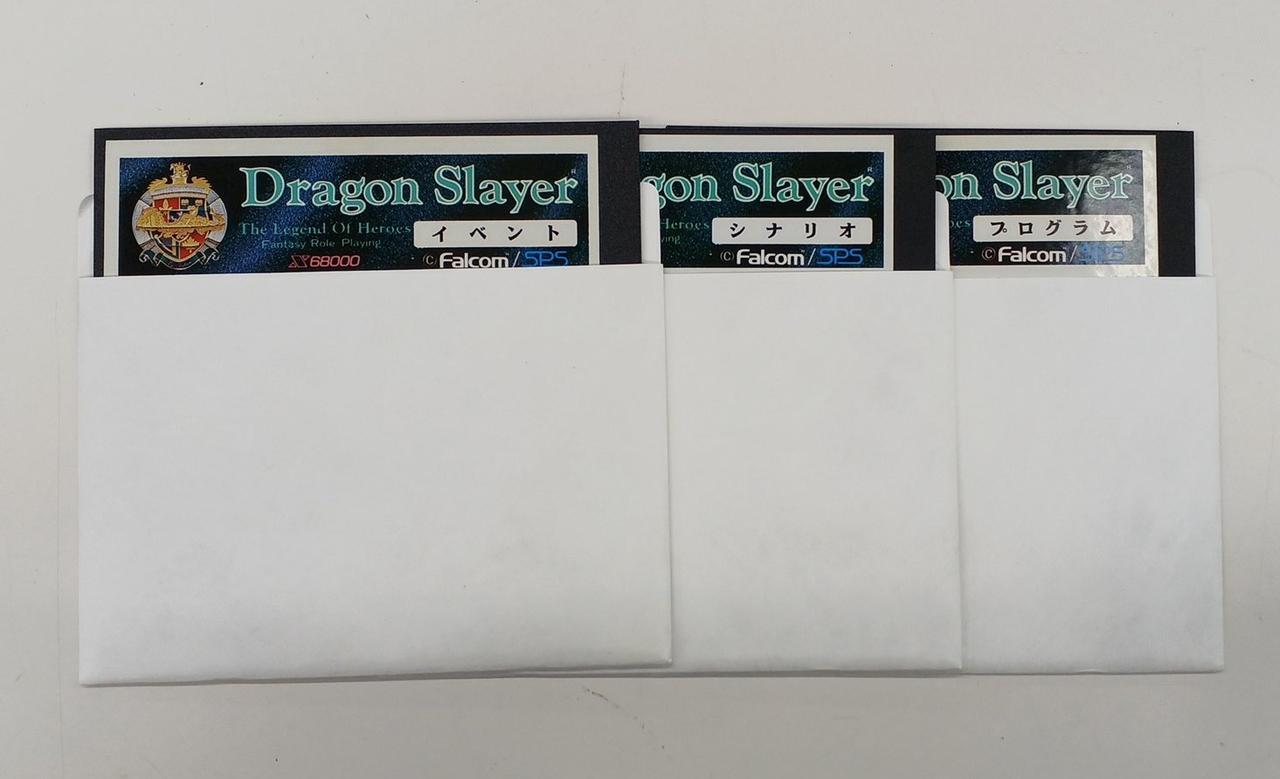 Dragon Slayer®
The Legend Of Heroes
イベント
Fantasy Role Playing
X68000
©Falcom/SPS
gon Slayer®
シナリオ
ing
©Falcom/SPS
on Slayer
プログラム
©Falcom/SPS